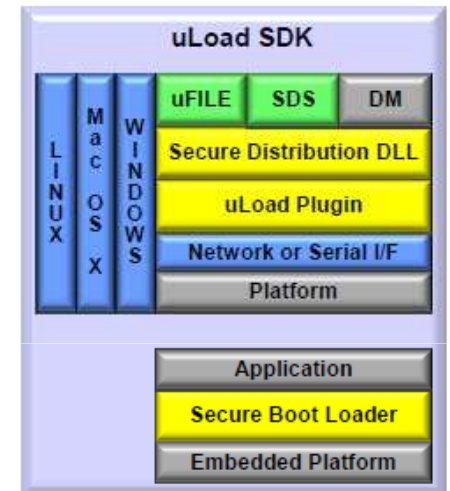 uLoad SDK
LINUX
Mac OS X
WINDOWS
uFILE SDS DM
Secure Distribution DLL
uLoad Plugin
Network or Serial I/F
Platform
Application
Secure Boot Loader
Embedded Platform